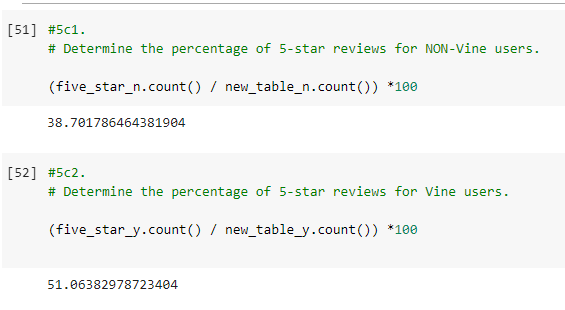 [51] #5c1.
# Determine the percentage of 5-star reviews for NON-Vine users.
(five_star_n.count() / new_table_n.count()) *100
38.701786464381904
[52] #5c2.
# Determine the percentage of 5-star reviews for Vine users.
(five_star_y.count() / new_table_y.count()) *100
51.06382978723404